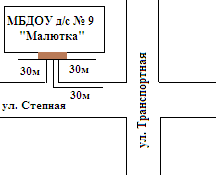 МБДОУ д/с № 9
"Малютка"
30м
30м
30м
ул. Степная
ул. Транспортная